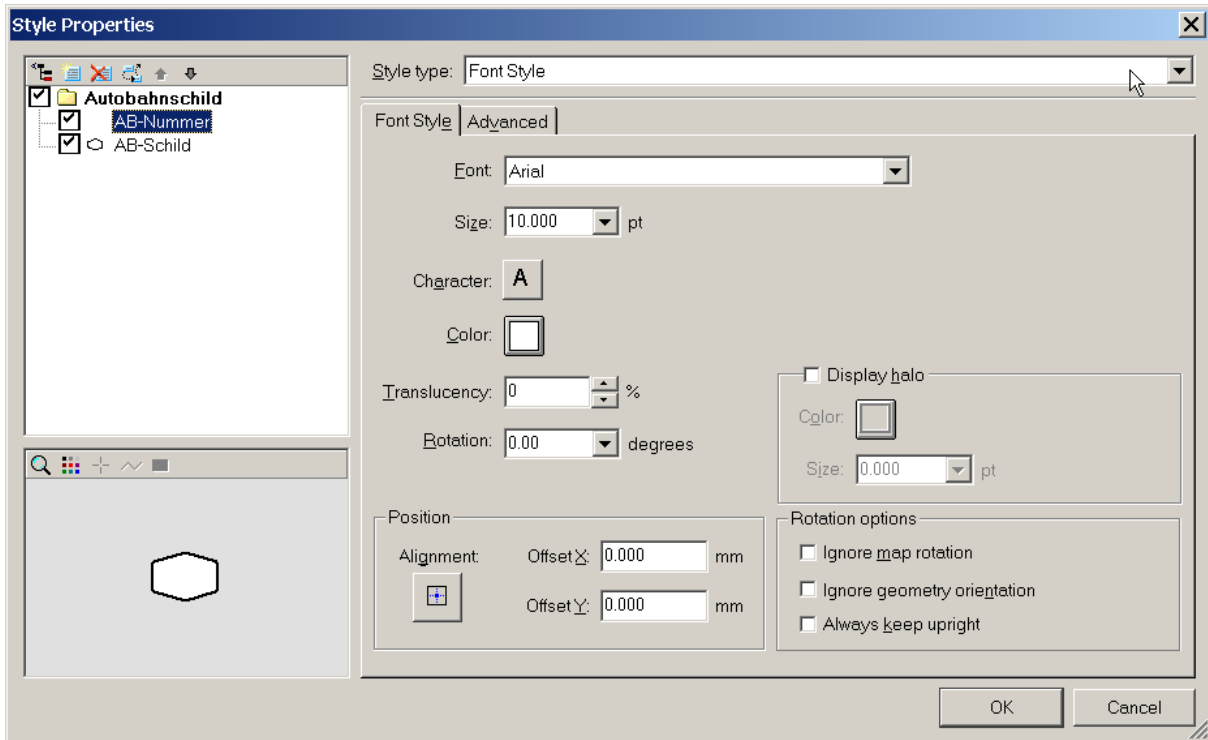 Style Properties
Style type: Font Style
Autobahnschild
AB-Nummer
AB-Schild
Font Style Advanced
Font: Arial
Size: 10.000 pt
Character: A
Color:
Translucency: 0 %
Rotation: 0.00 degrees
Display halo
Color:
Size: 0.000 pt
Position
Alignment:
Offset X: 0.000 mm
Offset Y: 0.000 mm
Rotation options
Ignore map rotation
Ignore geometry orientation
Always keep upright
OK Cancel